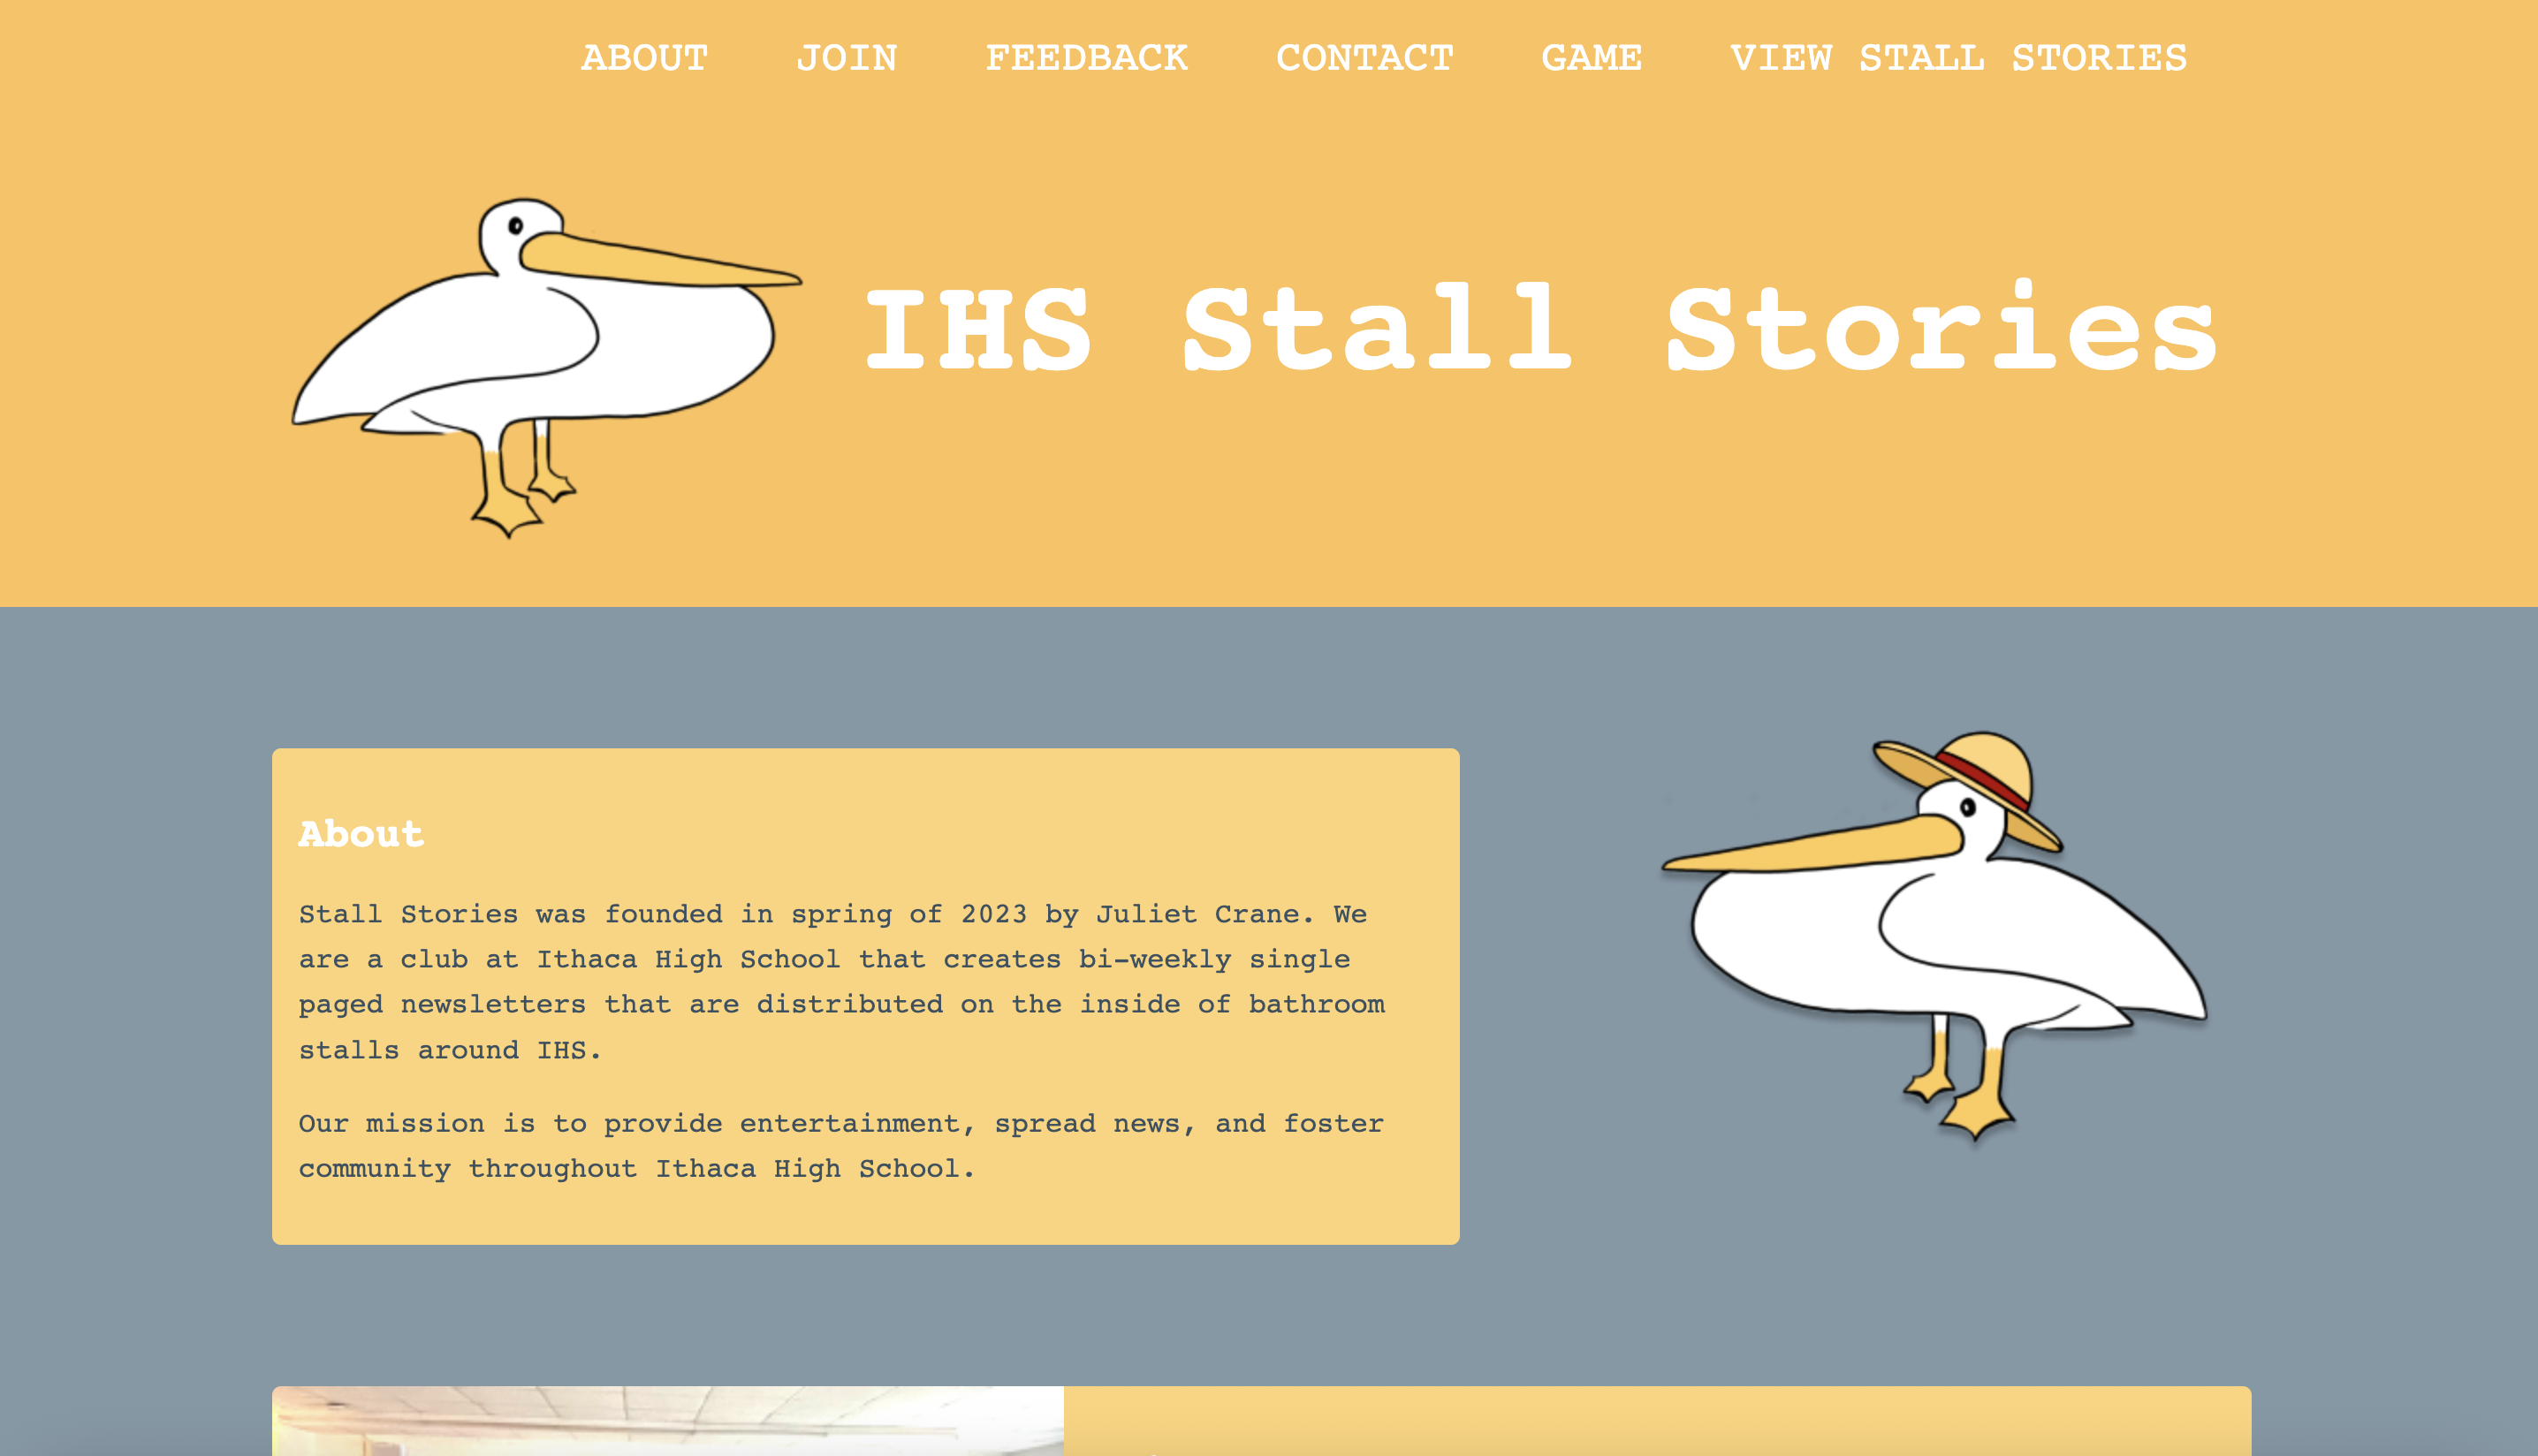 ABOUT JOIN FEEDBACK CONTACT GAME VIEW STALL STORIES
IHS Stall Stories
About
Stall Stories was founded in spring of 2023 by Juliet Crane. We
are a club at Ithaca High School that creates bi-weekly single
paged newsletters that are distributed on the inside of bathroom
stalls around IHS.
Our mission is to provide entertainment, spread news, and foster
community throughout Ithaca High School.